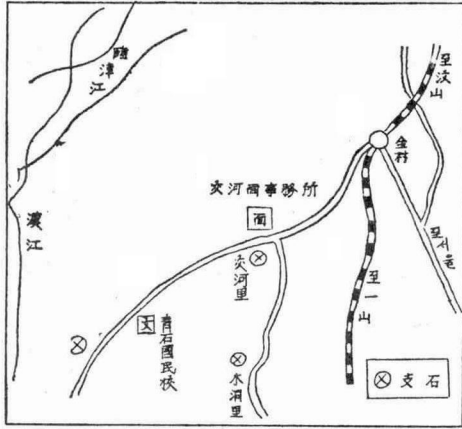 臨津江
漢江
至汶山
金村
交河面事務所
面
至서울
交河里
至一山
文
青石國民校
水洞里
支石